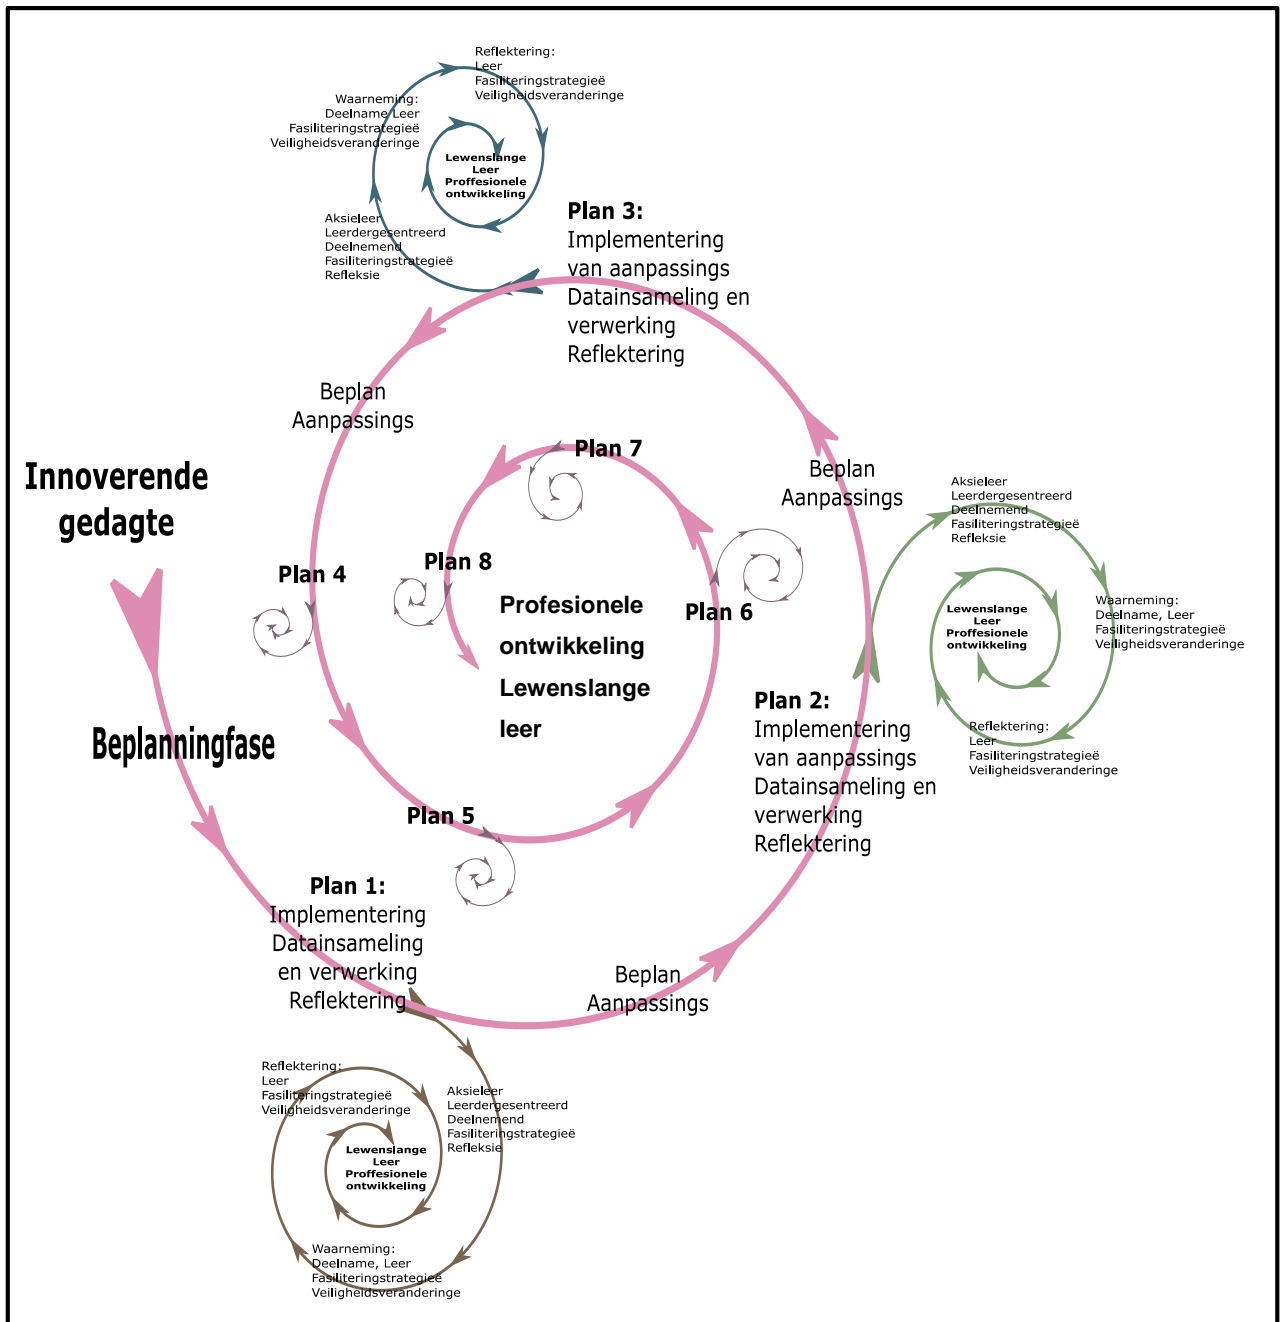 Reflektering:
Leer
Fasiliteringstrategieë
Veiligheidsveranderinge
Waarneming:
Deelname Leer
Fasiliteringstrategieë
Veiligheidsveranderinge
Lewenslange
Leer
Proffesionele
ontwikkeling
Aksieleer
Leerdergesentreerd
Deelnemend
Fasiliteringstrategieë
Refleksie
Plan 3:
Implementering
van aanpassings
Datainsameling en
verwerking
Reflektering
Beplan
Aanpassings
Innoverende
gedagte
Plan 7
Beplan
Aanpassings
Aksieleer
Leerdergesentreerd
Deelnemend
Fasiliteringstrategieë
Refleksie
Plan 4
Plan 8
Plan 6
Profesionele
ontwikkeling
Lewenslange
leer
Lewenslange
Leer
Proffesionele
ontwikkeling
Waarneming:
Deelname, Leer
Fasiliteringstrategieë
Veiligheidsveranderinge
Reflektering:
Leer
Fasiliteringstrategieë
Veiligheidsveranderinge
Beplanningfase
Plan 2:
Implementering
van aanpassings
Datainsameling en
verwerking
Reflektering
Plan 5
Plan 1:
Implementering
Datainsameling
en verwerking
Reflektering
Beplan
Aanpassings
Reflektering:
Leer
Fasiliteringstrategieë
Veiligheidsveranderinge
Aksieleer
Leerdergesentreerd
Deelnemend
Fasiliteringstrategieë
Refleksie
Lewenslange
Leer
Proffesionele
ontwikkeling
Waarneming:
Deelname, Leer
Fasiliteringstrategieë
Veiligheidsveranderinge